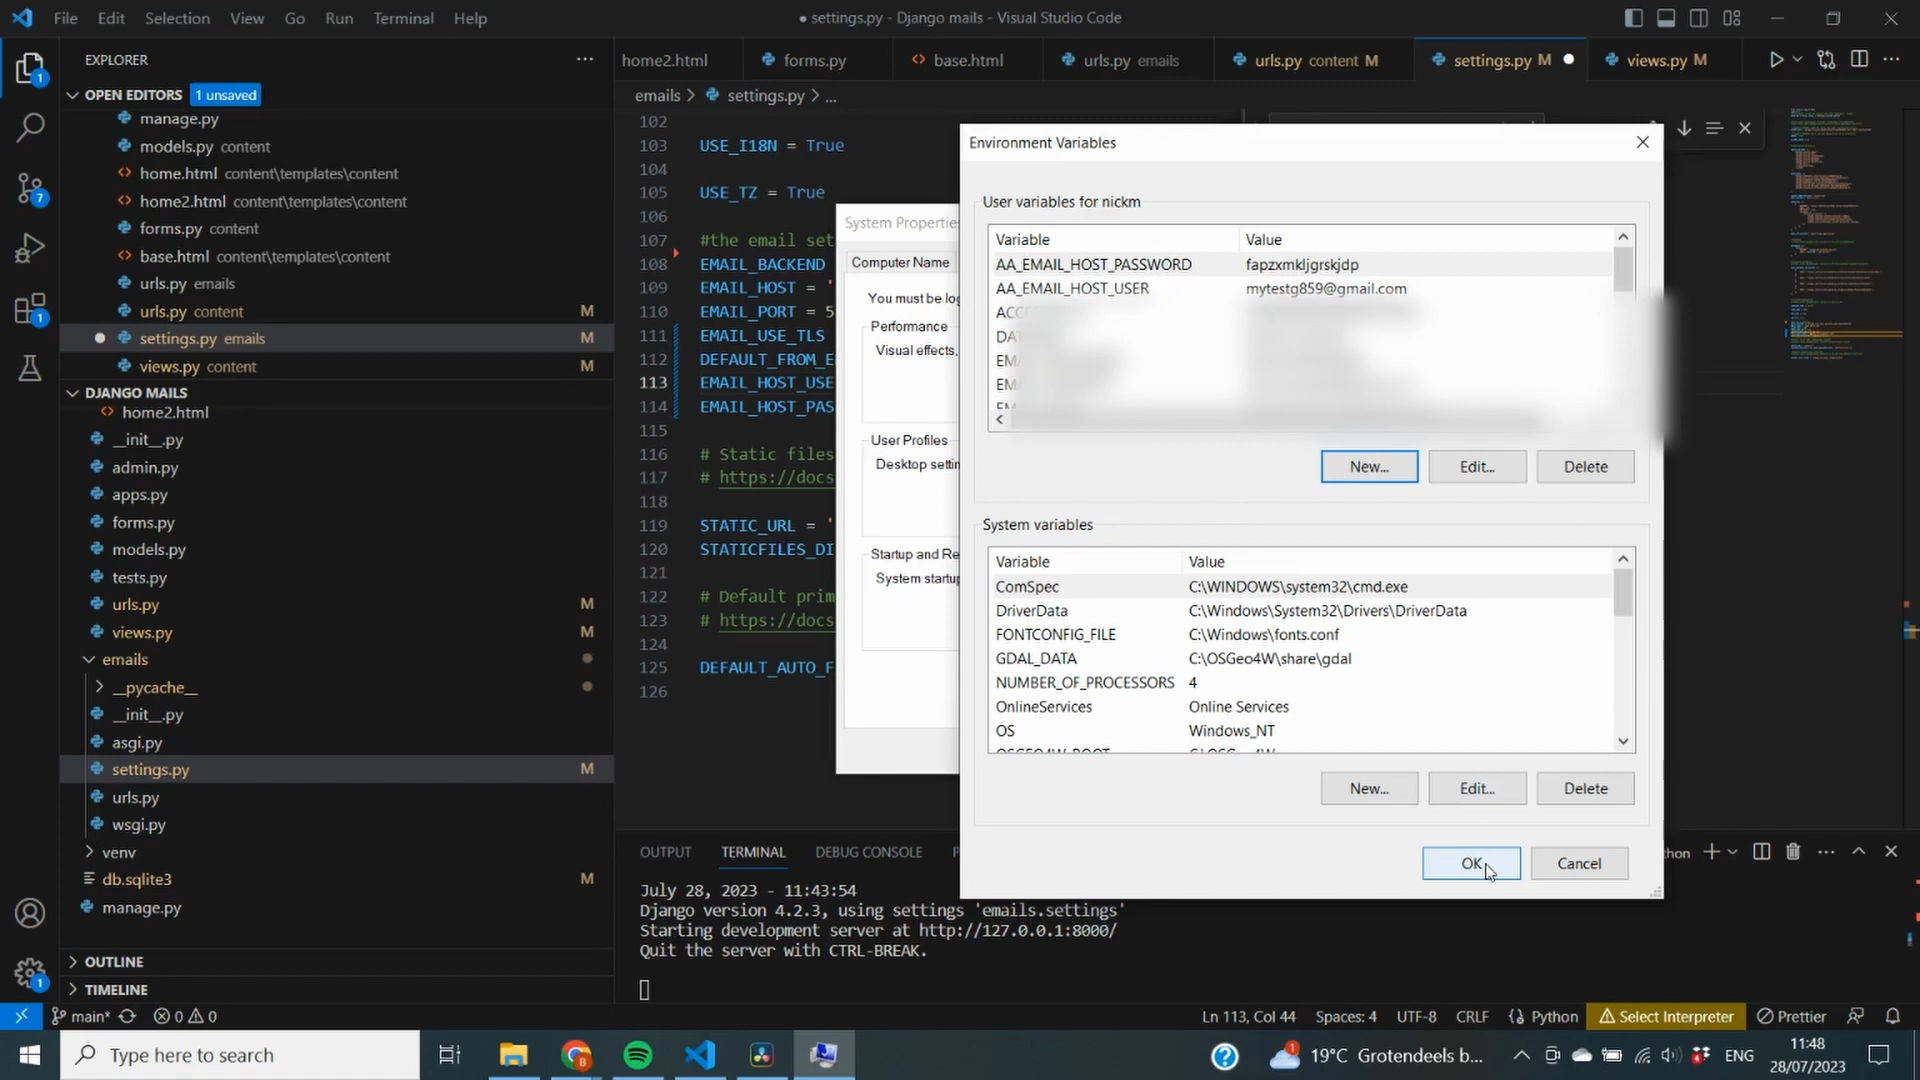 File Edit Selection View Go Run Terminal Help
● settings.py - Django mails - Visual Studio Code
EXPLORER
OPEN EDITORS 1 unsaved
manage.py
models.py content
home.html content\templates\content
home2.html content\templates\content
forms.py content
base.html content\templates\content
urls.py emails
urls.py content M
settings.py emails M
views.py content M
DJANGO MAILS
home2.html
__init__.py
admin.py
apps.py
forms.py
models.py
tests.py
urls.py M
views.py M
emails
__pycache__
__init__.py
asgi.py
settings.py M
urls.py
wsgi.py
venv
db.sqlite3 M
manage.py
OUTLINE
TIMELINE
home2.html forms.py base.html urls.py emails urls.py content M settings.py M views.py M
emails > settings.py > ...
102
103 USE_I18N = True
104
105 USE_TZ = True
106
107 #the email set
108 EMAIL_BACKEND
109 EMAIL_HOST = '
110 EMAIL_PORT = 5
111 EMAIL_USE_TLS
112 DEFAULT_FROM_E
113 EMAIL_HOST_USE
114 EMAIL_HOST_PAS
115
116 # Static files
117 # https://docs
118
119 STATIC_URL = '
120 STATICFILES_DI
121
122 # Default prim
123 # https://docs
124
125 DEFAULT_AUTO_F
126
System Properties
Computer Name
You must be log
Performance
Visual effects,
User Profiles
Desktop settin
Startup and Re
System startup
Environment Variables
User variables for nickm
Variable Value
AA_EMAIL_HOST_PASSWORD fapzxmkljgrskjdp
AA_EMAIL_HOST_USER mytestg859@gmail.com
ACC
DAT
EM
EM
EM
New... Edit... Delete
System variables
Variable Value
ComSpec C:\WINDOWS\system32\cmd.exe
DriverData C:\Windows\System32\Drivers\DriverData
FONTCONFIG_FILE C:\Windows\fonts.conf
GDAL_DATA C:\OSGeo4W\share\gdal
NUMBER_OF_PROCESSORS 4
OnlineServices Online Services
OS Windows_NT
OSGEO4W_ROOT C:\OSGeo4W
New... Edit... Delete
OK Cancel
OUTPUT TERMINAL DEBUG CONSOLE P thon
July 28, 2023 - 11:43:54
Django version 4.2.3, using settings 'emails.settings'
Starting development server at http://127.0.0.1:8000/
Quit the server with CTRL-BREAK.
main* 0 0 Ln 113, Col 44 Spaces: 4 UTF-8 CRLF Python Select Interpreter Prettier
Type here to search
19°C Grotendeels b... ENG
11:48
28/07/2023